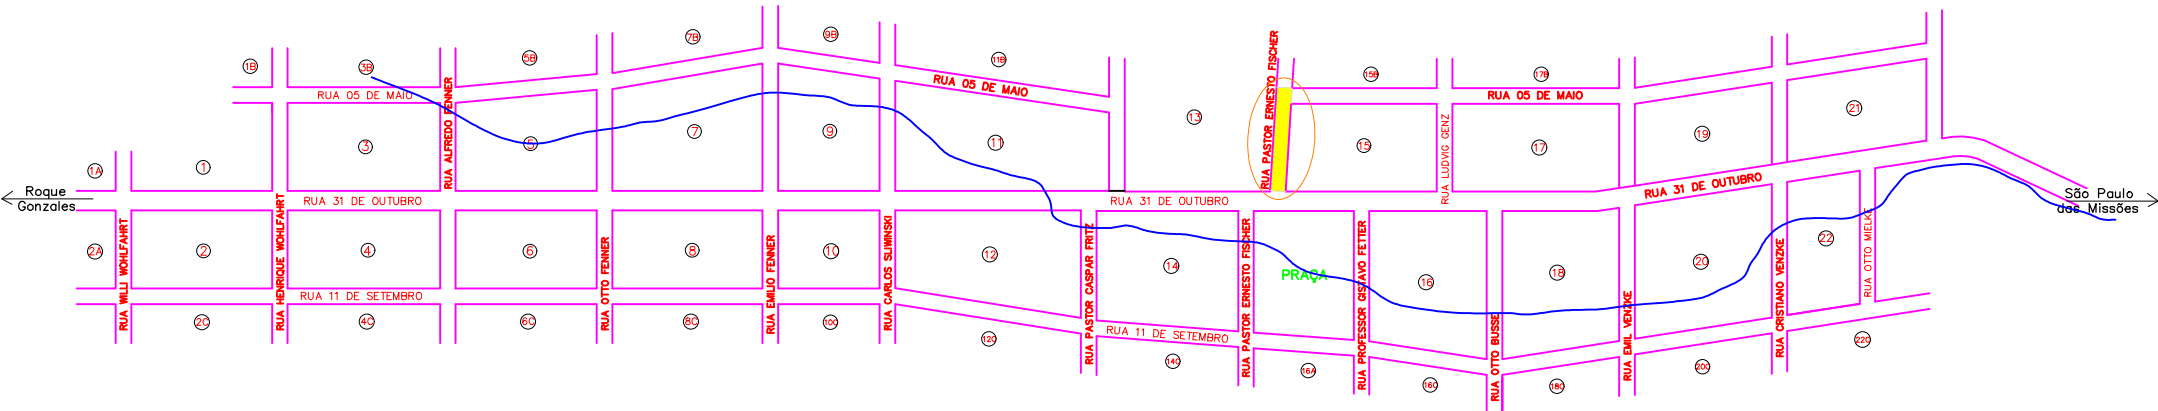 9B
7B
3B
5B
11B
1B
15B
17B
RUA 05 DE MAIO
RUA 05 DE MAIO
RUA 05 DE MAIO
RUA ALFREDO FENNER
RUA PASTOR ERNESTO FISCHER
RUA LUDVIG GENZ
21
13
7
9
19
3
5
11
15
17
1A
1
Roque
Gonzales
RUA 31 DE OUTUBRO
RUA 31 DE OUTUBRO
RUA 31 DE OUTUBRO
São Paulo
das Missões
RUA WILLI WOHLFAHRT
RUA HENRIQUE WOHLFAHRT
RUA OTTO FENNER
RUA EMILIO FENNER
RUA CARLOS SLIWINSKI
RUA PASTOR CASPAR FRITZ
RUA PASTOR ERNESTO FISCHER
RUA PROFESSOR GISTAVO FETTER
RUA OTTO BUSSE
RUA EMIL VENZKE
RUA CRISTIANO VENZKE
RUA OTTO MIELKE
2A
2
4
6
8
10
12
14
PRAÇA
16
18
20
22
RUA 11 DE SETEMBRO
RUA 11 DE SETEMBRO
2C
4C
6C
8C
10C
12C
14C
16A
16C
18C
20C
22C